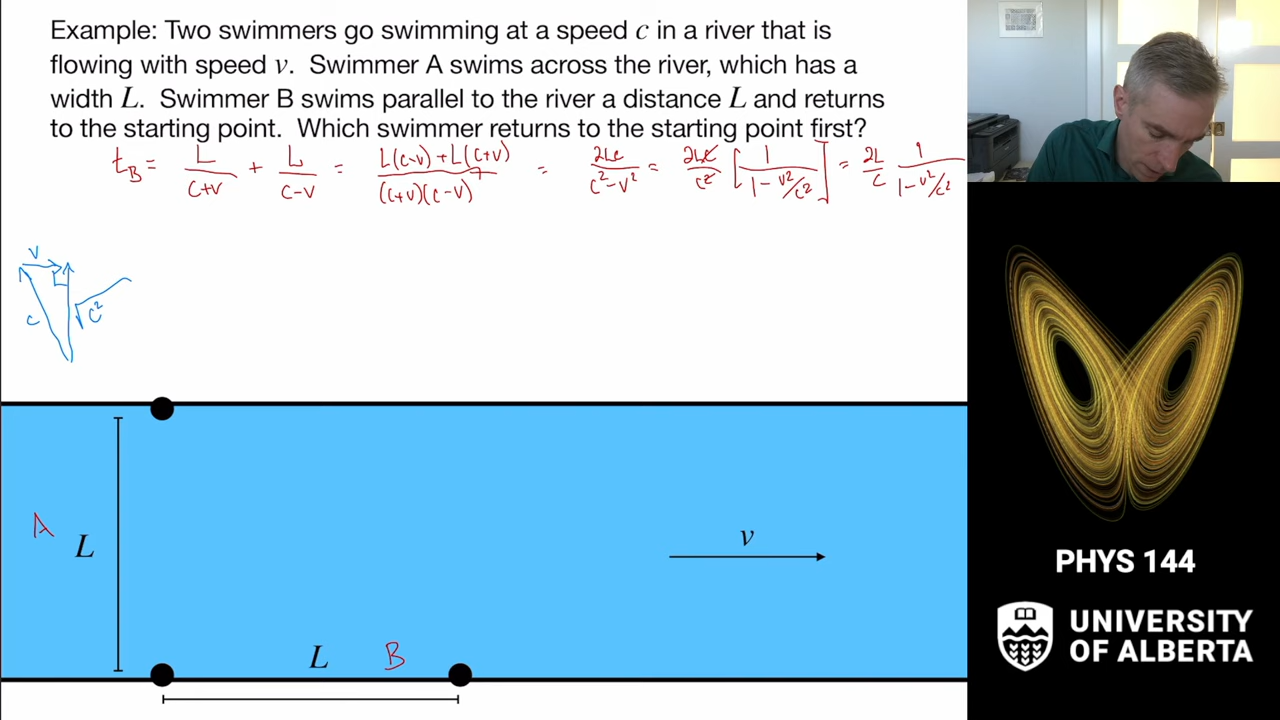 Example: Two swimmers go swimming at a speed c in a river that is
flowing with speed v. Swimmer A swims across the river, which has a
width L. Swimmer B swims parallel to the river a distance L and returns
to the starting point. Which swimmer returns to the starting point first?
t_B = L/(c+v) + L/(c-v) = (L(c-v) + L(c+v))/((c+v)(c-v)) = 2Lc/(c²-v²) = 2Lc/c² [1/(1-v²/c²)] = 2L/c 1/(1-v²/c²)
v
c
√c²
A
L
v
L
B
PHYS 144
UNIVERSITY
OF ALBERTA